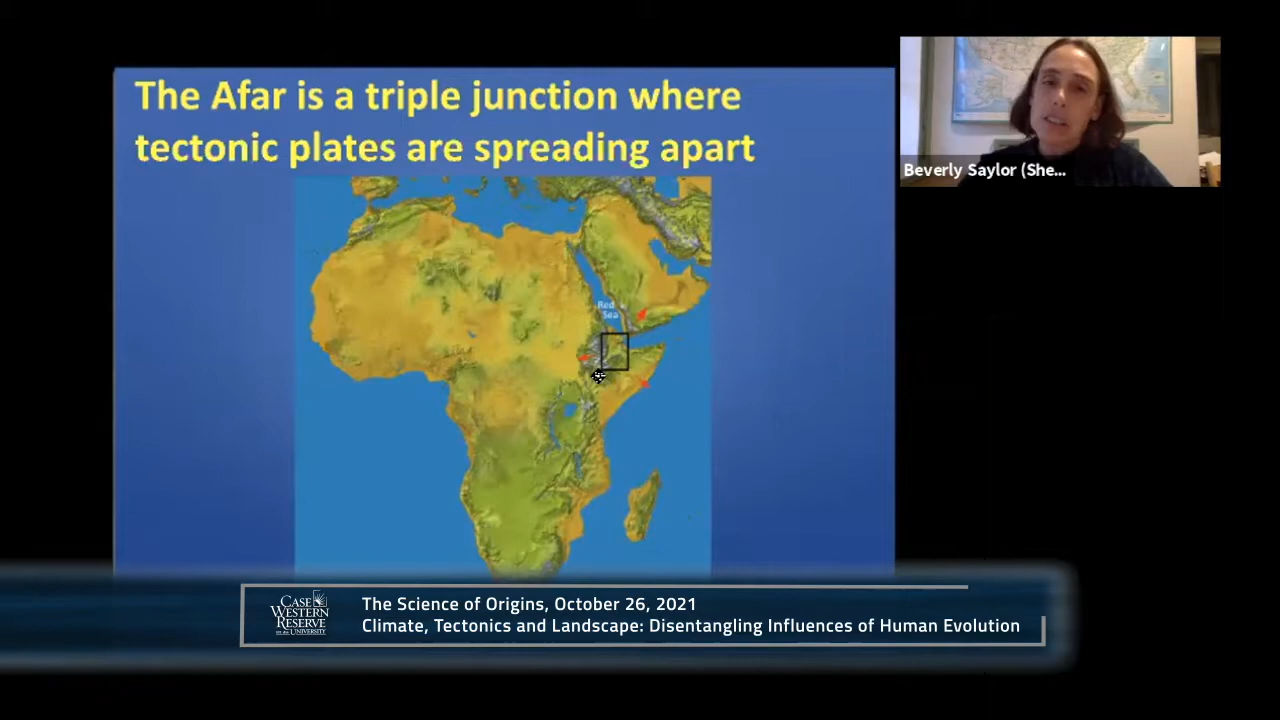 The Afar is a triple junction where
tectonic plates are spreading apart
Beverly Saylor (She...
Red
Sea
CASE
WESTERN
RESERVE
UNIVERSITY
The Science of Origins, October 26, 2021
Climate, Tectonics and Landscape: Disentangling Influences of Human Evolution